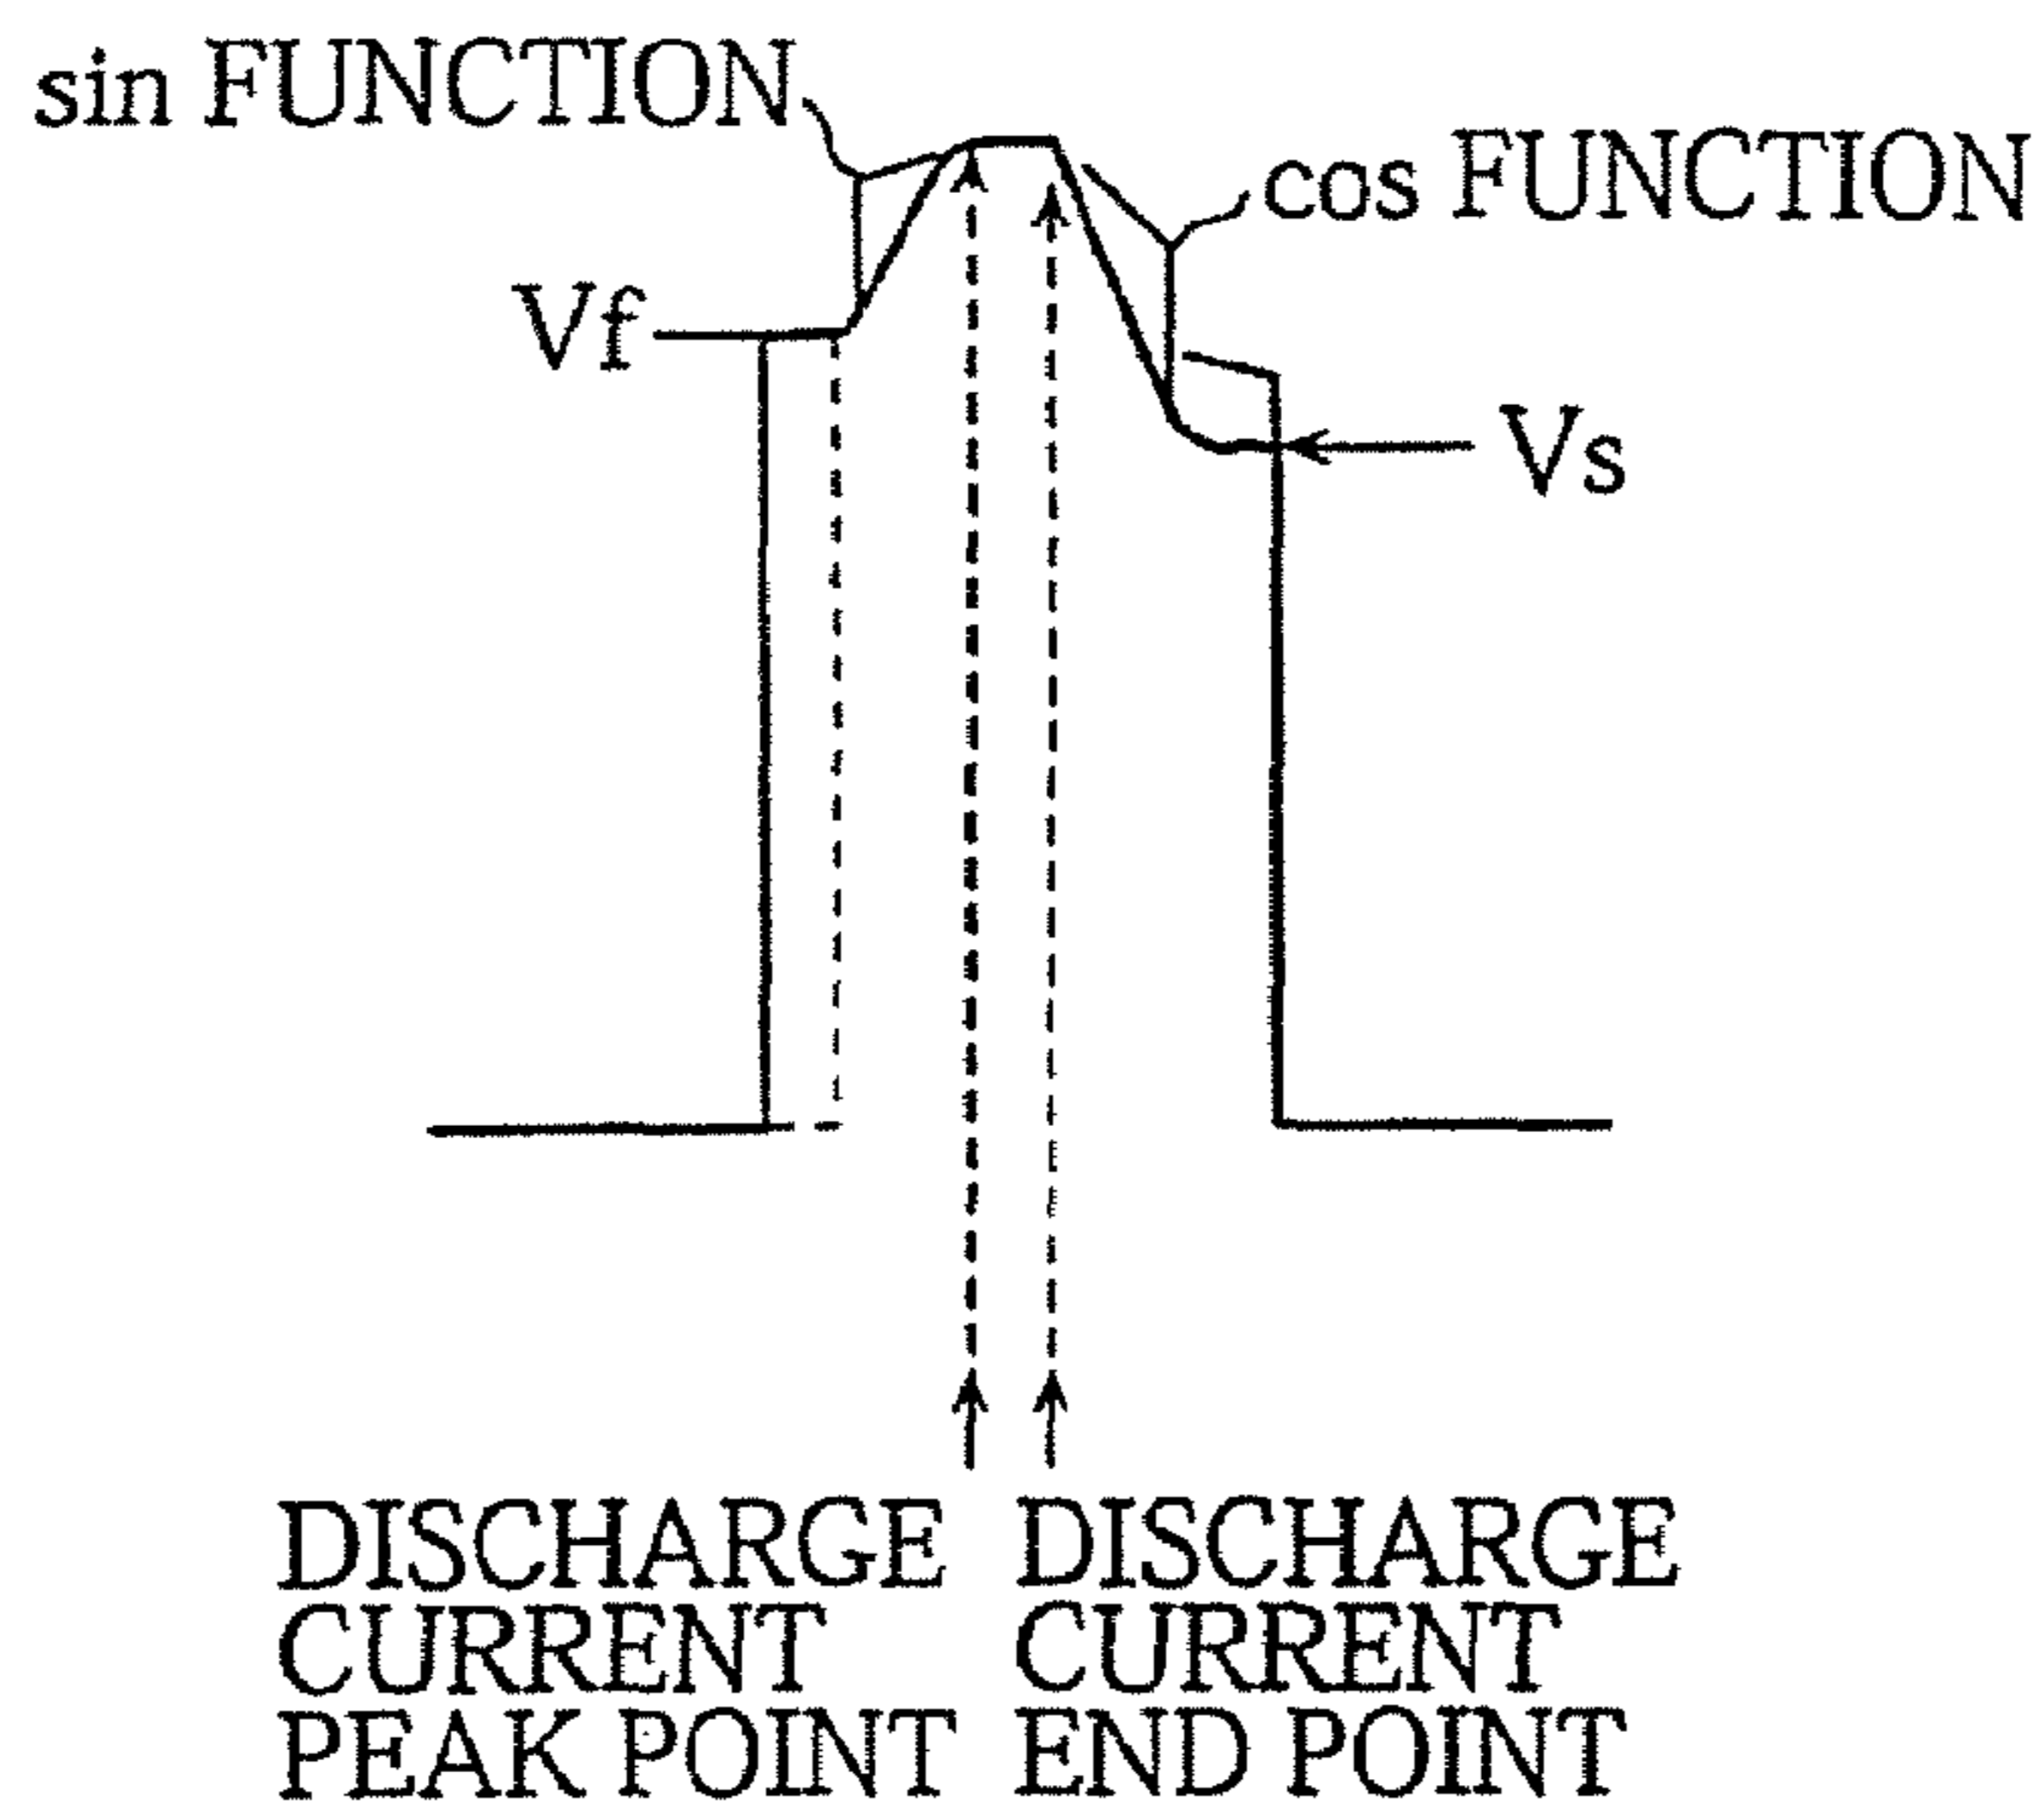 sin FUNCTION
cos FUNCTION
Vf
Vs
DISCHARGE
CURRENT
PEAK POINT
DISCHARGE
CURRENT
END POINT